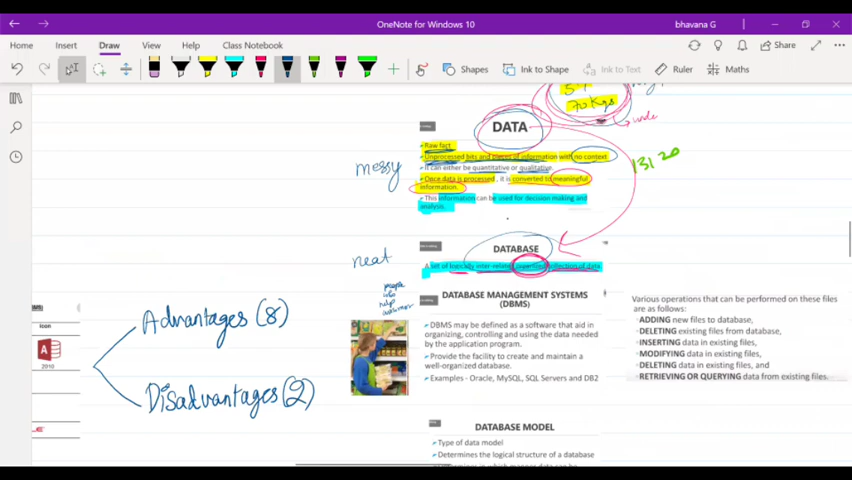 OneNote for Windows 10
bhavana G
Home
Insert
Draw
View
Help
Class Notebook
Share
Shapes
Ink to Shape
Ink to Text
Ruler
Maths
70 Kgs
DATA
Raw fact
Unprocessed bits and pieces of information with no context.
It can either be quantitative or qualitative.
Once data is processed, it is converted to meaningful
information.
This information can be used for decision making and
analysis.
messy
131 20
DATABASE
A set of logically inter-related organized collection of data.
neat
people
who
help
customer
DATABASE MANAGEMENT SYSTEMS
(DBMS)
DBMS may be defined as a software that aid in
organizing, controlling and using the data needed
by the application program.
Provide the facility to create and maintain a
well-organized database.
Examples - Oracle, MySQL, SQL Servers and DB2
Various operations that can be performed on these files
are as follows:
ADDING new files to database,
DELETING existing files from database,
INSERTING data in existing files,
MODIFYING data in existing files,
DELETING data in existing files, and
RETRIEVING OR QUERYING data from existing files.
Icon
2010
Advantages (8)
Disadvantages (2)
DATABASE MODEL
Type of data model
Determines the logical structure of a database